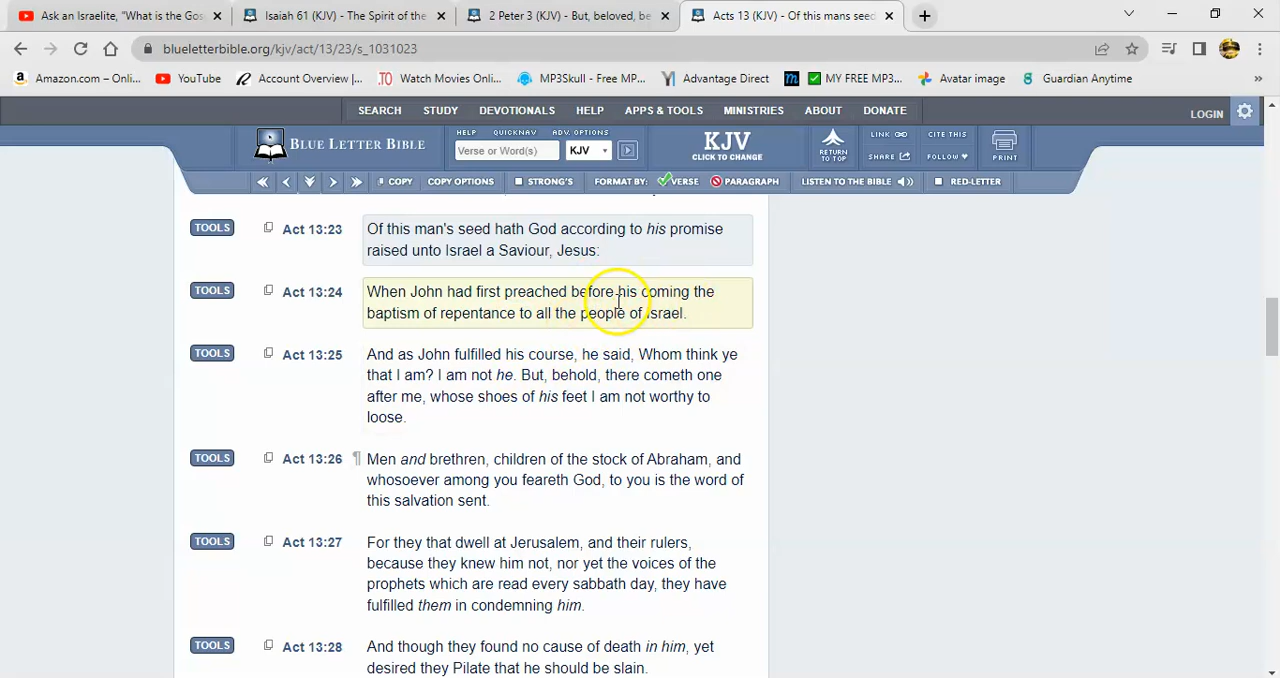 Ask an Israelite, "What is the Gos
Isaiah 61 (KJV) - The Spirit of the
2 Peter 3 (KJV) - But, beloved, be
Acts 13 (KJV) - Of this mans seed
blueletterbible.org/kjv/act/13/23/s_1031023
Amazon.com – Onli...
YouTube
Account Overview |...
Watch Movies Onli...
MP3Skull - Free MP...
Advantage Direct
MY FREE MP3...
Avatar image
Guardian Anytime
SEARCH STUDY DEVOTIONALS HELP APPS & TOOLS MINISTRIES ABOUT DONATE
LOGIN
BLUE LETTER BIBLE
HELP QUICKNAV ADV. OPTIONS
Verse or Word(s)
KJV
KJV
CLICK TO CHANGE
RETURN
TO TOP
LINK
CITE THIS
SHARE
FOLLOW
PRINT
COPY COPY OPTIONS STRONG'S FORMAT BY: VERSE PARAGRAPH LISTEN TO THE BIBLE RED-LETTER
TOOLS Act 13:23 Of this man's seed hath God according to his promise
raised unto Israel a Saviour, Jesus:
TOOLS Act 13:24 When John had first preached before his coming the
baptism of repentance to all the people of Israel.
TOOLS Act 13:25 And as John fulfilled his course, he said, Whom think ye
that I am? I am not he. But, behold, there cometh one
after me, whose shoes of his feet I am not worthy to
loose.
TOOLS Act 13:26 ¶ Men and brethren, children of the stock of Abraham, and
whosoever among you feareth God, to you is the word of
this salvation sent.
TOOLS Act 13:27 For they that dwell at Jerusalem, and their rulers,
because they knew him not, nor yet the voices of the
prophets which are read every sabbath day, they have
fulfilled them in condemning him.
TOOLS Act 13:28 And though they found no cause of death in him, yet
desired they Pilate that he should be slain.